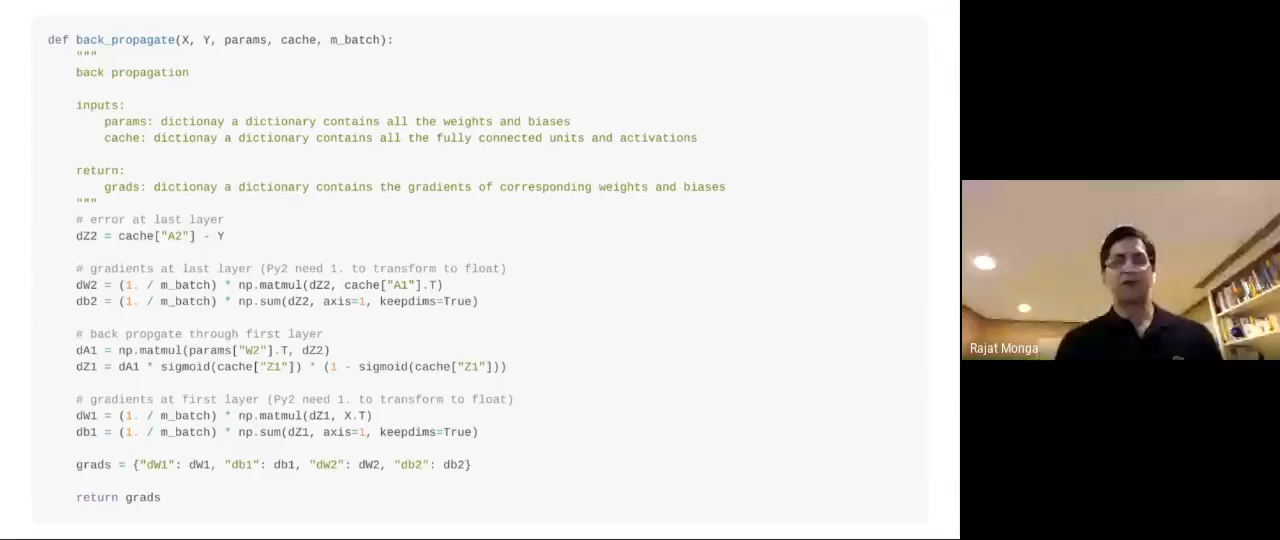 def back_propagate(X, Y, params, cache, m_batch):
"""
back propagation
inputs:
params: dictionay a dictionary contains all the weights and biases
cache: dictionay a dictionary contains all the fully connected units and activations
return:
grads: dictionay a dictionary contains the gradients of corresponding weights and biases
"""
# error at last layer
dZ2 = cache["A2"] - Y
# gradients at last layer (Py2 need 1. to transform to float)
dW2 = (1. / m_batch) * np.matmul(dZ2, cache["A1"].T)
db2 = (1. / m_batch) * np.sum(dZ2, axis=1, keepdims=True)
# back propgate through first layer
dA1 = np.matmul(params["W2"].T, dZ2)
dZ1 = dA1 * sigmoid(cache["Z1"]) * (1 - sigmoid(cache["Z1"]))
# gradients at first layer (Py2 need 1. to transform to float)
dW1 = (1. / m_batch) * np.matmul(dZ1, X.T)
db1 = (1. / m_batch) * np.sum(dZ1, axis=1, keepdims=True)
grads = {"dW1": dW1, "db1": db1, "dW2": dW2, "db2": db2}
return grads
Rajat Monga